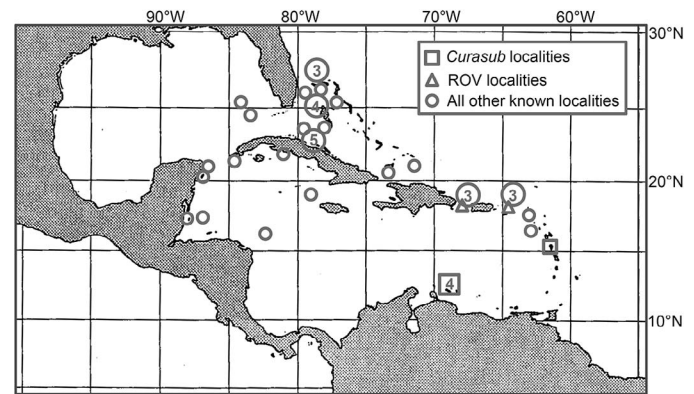 90°W 80°W 70°W 60°W
30°N
Curasub localities
ROV localities
All other known localities
3
4
5
20°N
3 3
4
10°N